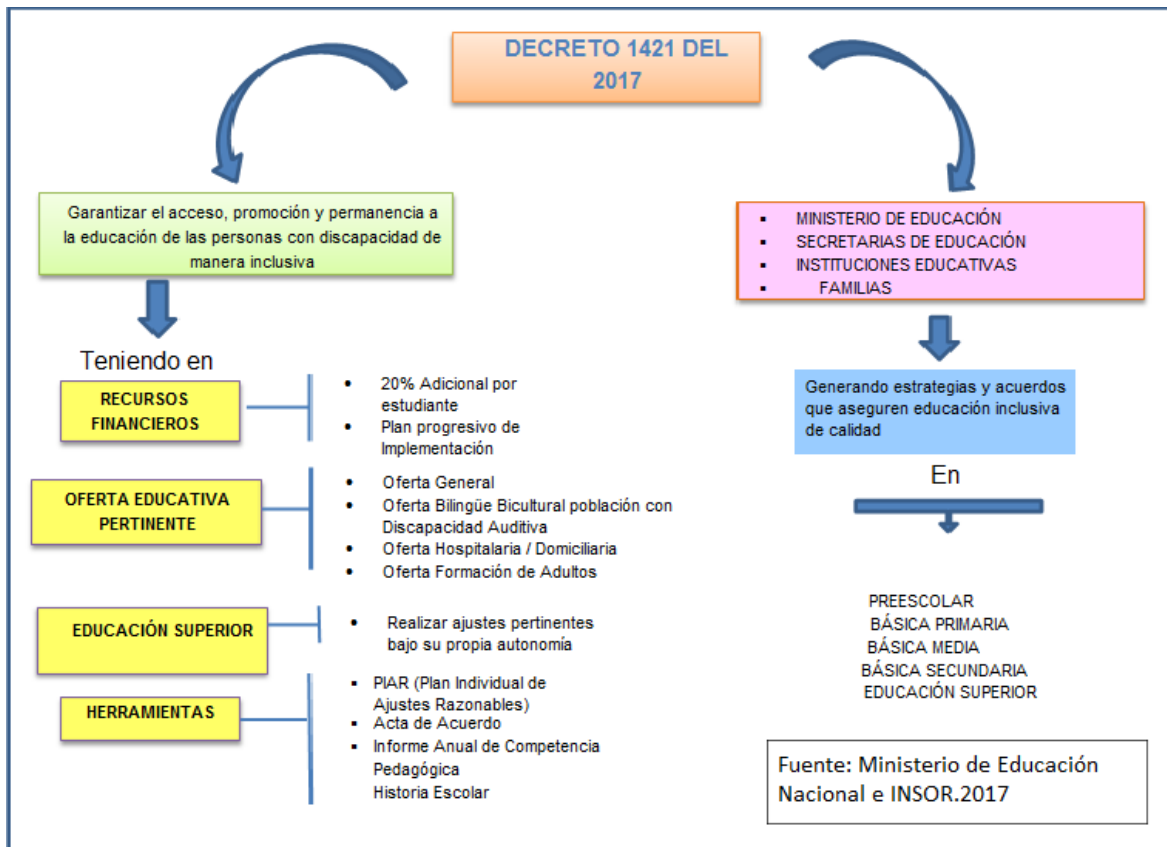 DECRETO 1421 DEL
2017
Garantizar el acceso, promoción y permanencia a
la educación de las personas con discapacidad de
manera inclusiva
Teniendo en
RECURSOS
FINANCIEROS
• 20% Adicional por
estudiante
• Plan progresivo de
Implementación
OFERTA EDUCATIVA
PERTINENTE
• Oferta General
• Oferta Bilingüe Bicultural población con
Discapacidad Auditiva
• Oferta Hospitalaria / Domiciliaria
• Oferta Formación de Adultos
EDUCACIÓN SUPERIOR
• Realizar ajustes pertinentes
bajo su propia autonomía
HERRAMIENTAS
▪ PIAR (Plan Individual de
Ajustes Razonables)
▪ Acta de Acuerdo
▪ Informe Anual de Competencia
Pedagógica
Historia Escolar
▪ MINISTERIO DE EDUCACIÓN
▪ SECRETARIAS DE EDUCACIÓN
▪ INSTITUCIONES EDUCATIVAS
▪ FAMILIAS
Generando estrategias y acuerdos
que aseguren educación inclusiva
de calidad
En
PREESCOLAR
BÁSICA PRIMARIA
BÁSICA MEDIA
BÁSICA SECUNDARIA
EDUCACIÓN SUPERIOR
Fuente: Ministerio de Educación
Nacional e INSOR.2017